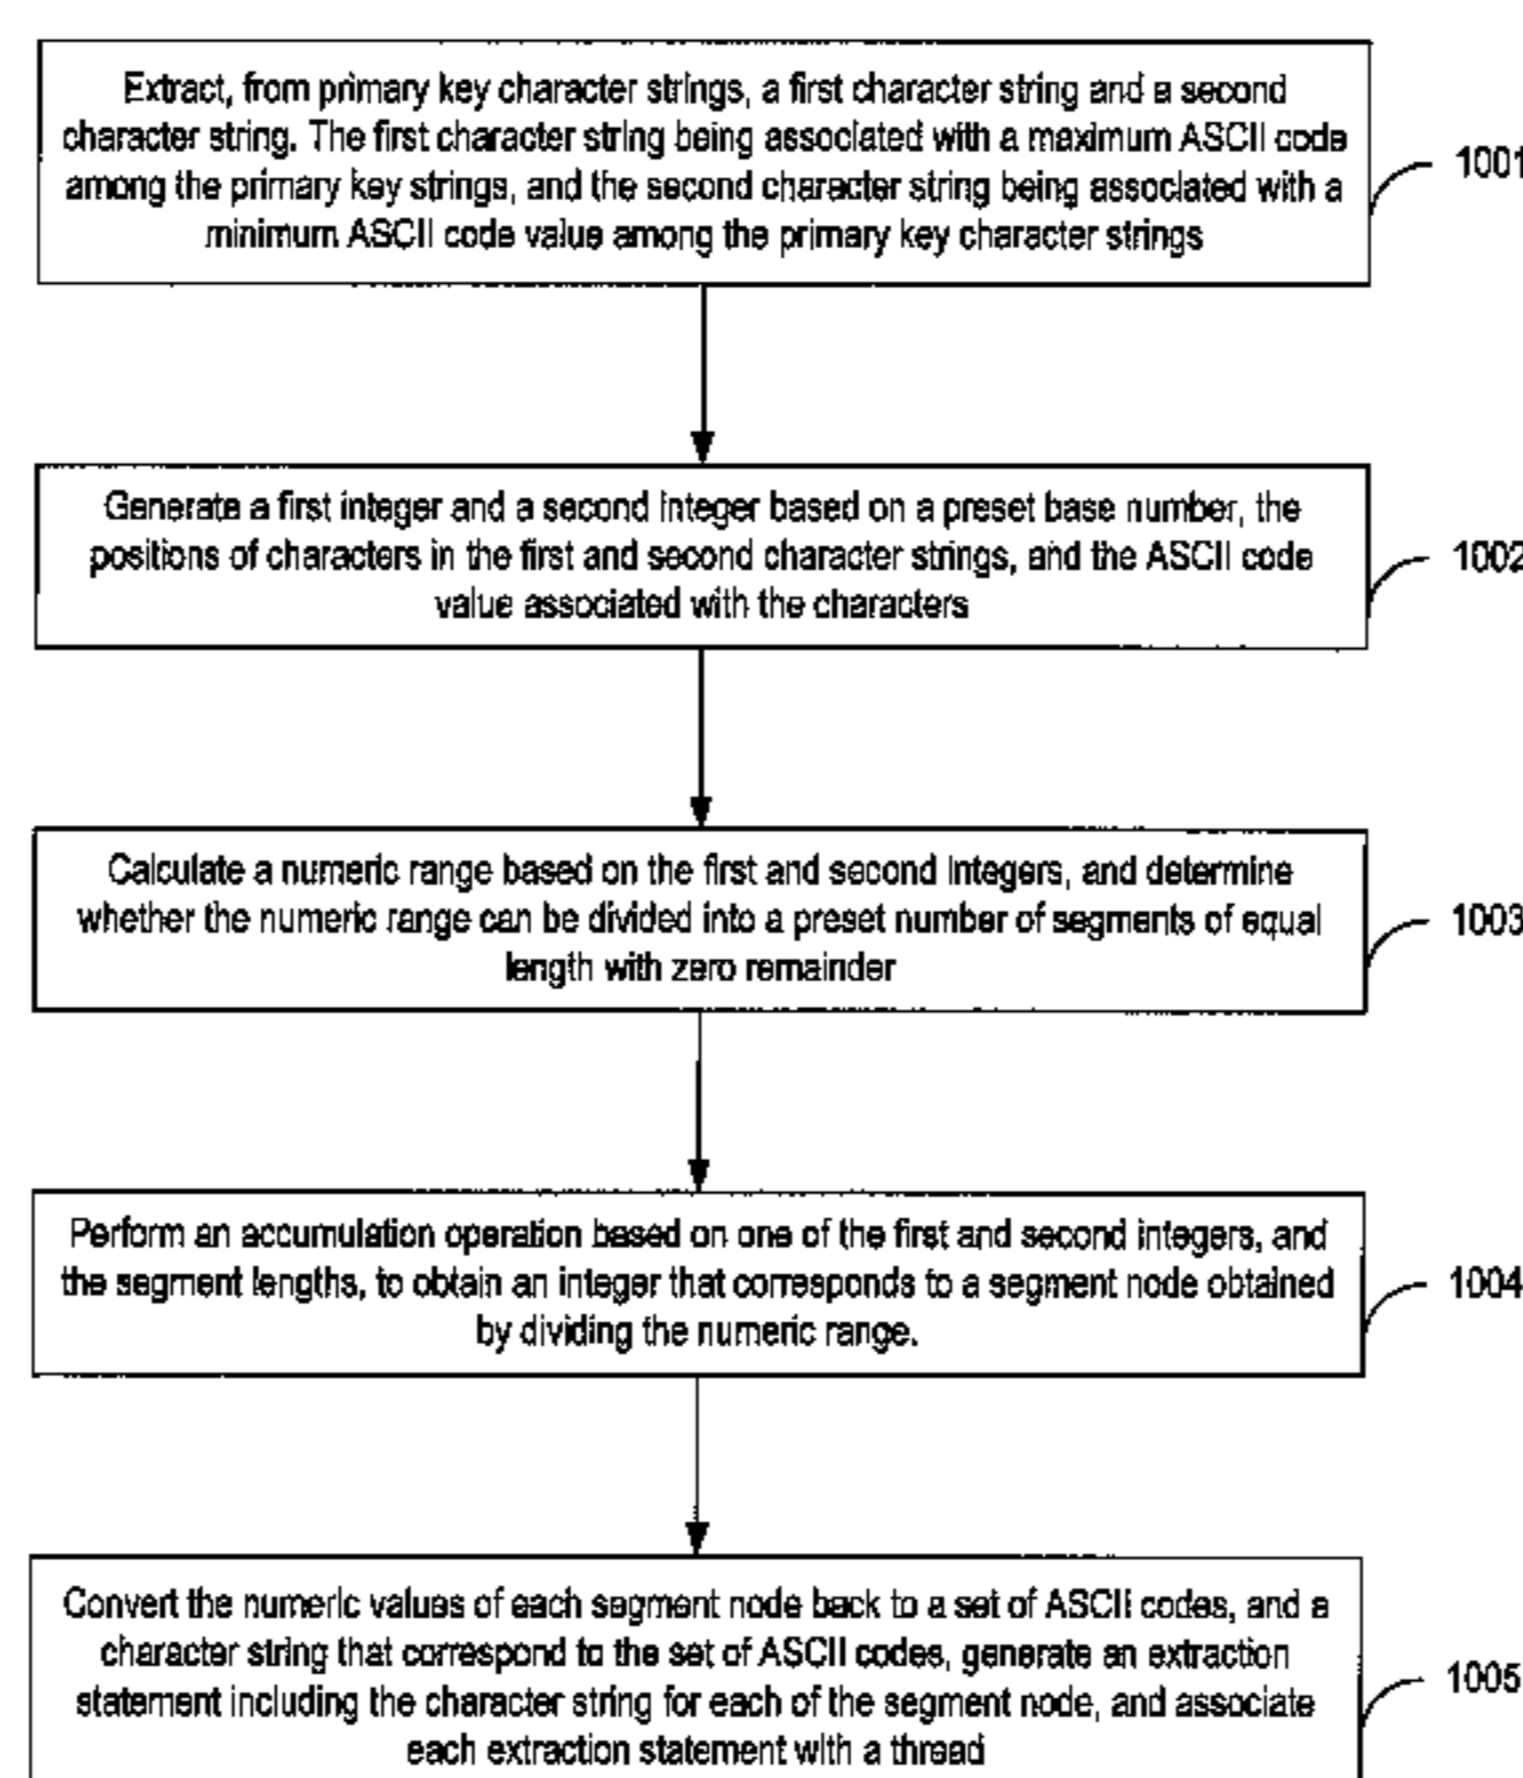 Extract, from primary key character strings, a first character string and a second
character string. The first character string being associated with a maximum ASCII code
among the primary key strings, and the second character string being associated with a
minimum ASCII code value among the primary key character strings
1001
Generate a first integer and a second integer based on a preset base number, the
positions of characters in the first and second character strings, and the ASCII code
value associated with the characters
1002
Calculate a numeric range based on the first and second integers, and determine
whether the numeric range can be divided into a preset number of segments of equal
length with zero remainder
1003
Perform an accumulation operation based on one of the first and second integers, and
the segment lengths, to obtain an integer that corresponds to a segment node obtained
by dividing the numeric range.
1004
Convert the numeric values of each segment node back to a set of ASCII codes, and a
character string that correspond to the set of ASCII codes, generate an extraction
statement including the character string for each of the segment node, and associate
each extraction statement with a thread
1005